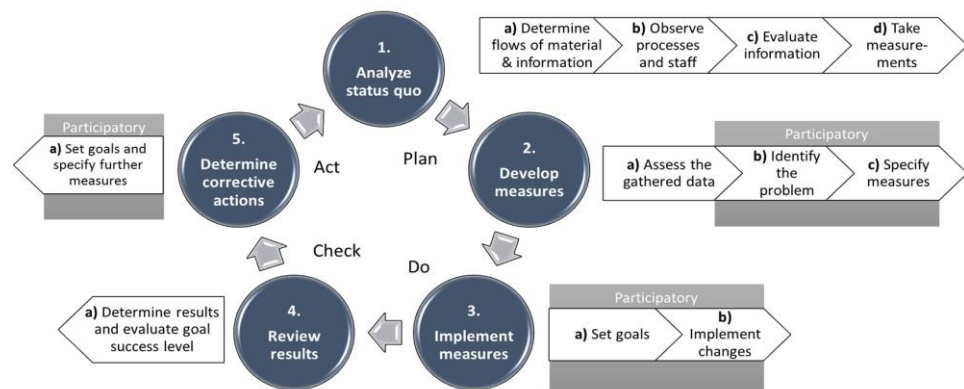 1.
Analyze
status quo
a) Determine
flows of material
& information
b) Observe
processes
and staff
c) Evaluate
information
d) Take
measure-
ments
Plan
2.
Develop
measures
a) Assess the
gathered data
Participatory
b) Identify
the
problem
c) Specify
measures
Do
3.
Implement
measures
Participatory
a) Set goals
b)
Implement
changes
Check
4.
Review
results
a) Determine results
and evaluate goal
success level
Act
5.
Determine
corrective
actions
Participatory
a) Set goals and
specify further
measures